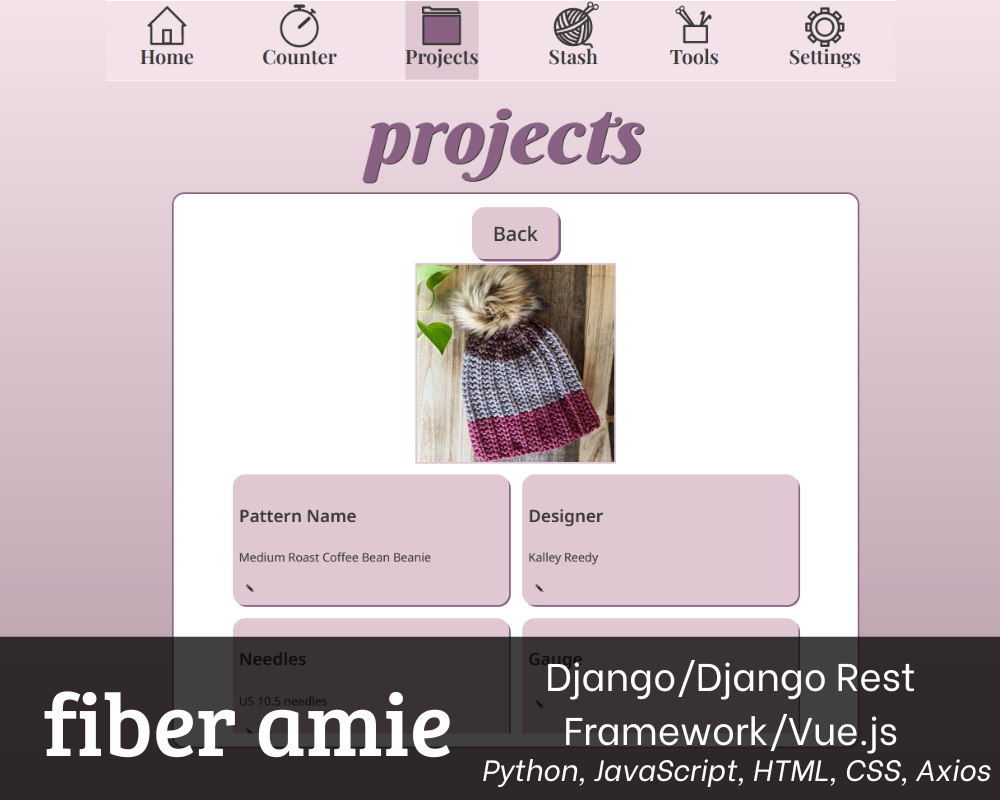 Home Counter Projects Stash Tools Settings
projects
Back
Pattern Name
Medium Roast Coffee Bean Beanie
Designer
Kalley Reedy
Needles
US 10.5 needles
Gauge
fiber amie
Django/Django Rest
Framework/Vue.js
Python, JavaScript, HTML, CSS, Axios